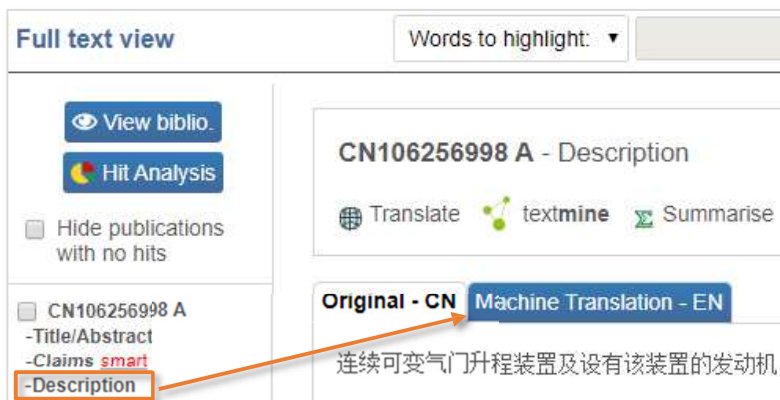 Full text view
Words to highlight:
View biblio.
Hit Analysis
Hide publications
with no hits
CN106256998 A
-Title/Abstract
-Claims smart
-Description
CN106256998 A - Description
Translate textmine Summarise
Original - CN Machine Translation - EN
连续可变气门升程装置及设有该装置的发动机